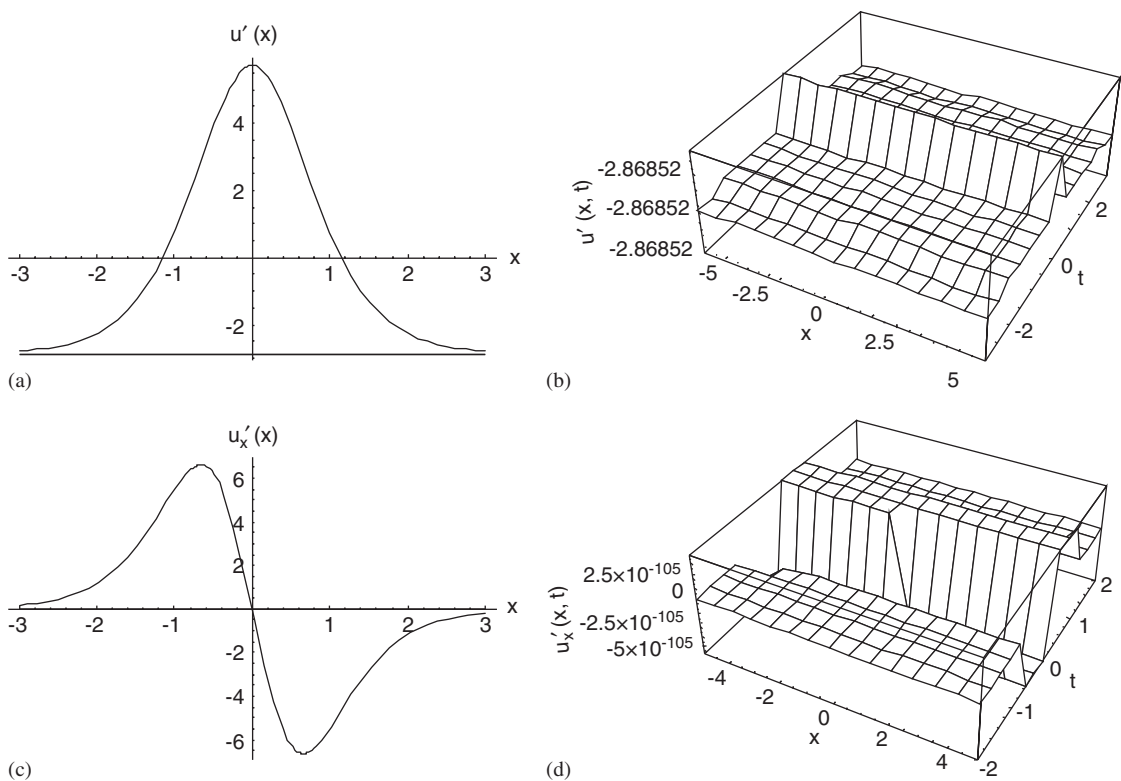 u′ (x)
4
2
-3 -2 -1 1 2 3 x
-2
(a)
-2.86852
-2.86852
-2.86852
u′ (x, t)
-5
-2.5
0
2.5
5
x
-2
0
2
t
(b)
u′x (x)
6
4
2
-3 -2 -1 1 2 3 x
-2
-4
-6
(c)
2.5×10⁻¹⁰⁵
0
-2.5×10⁻¹⁰⁵
-5×10⁻¹⁰⁵
u′x (x, t)
-4
-2
0
2
4
x
-2
-1
0
1
2
t
(d)